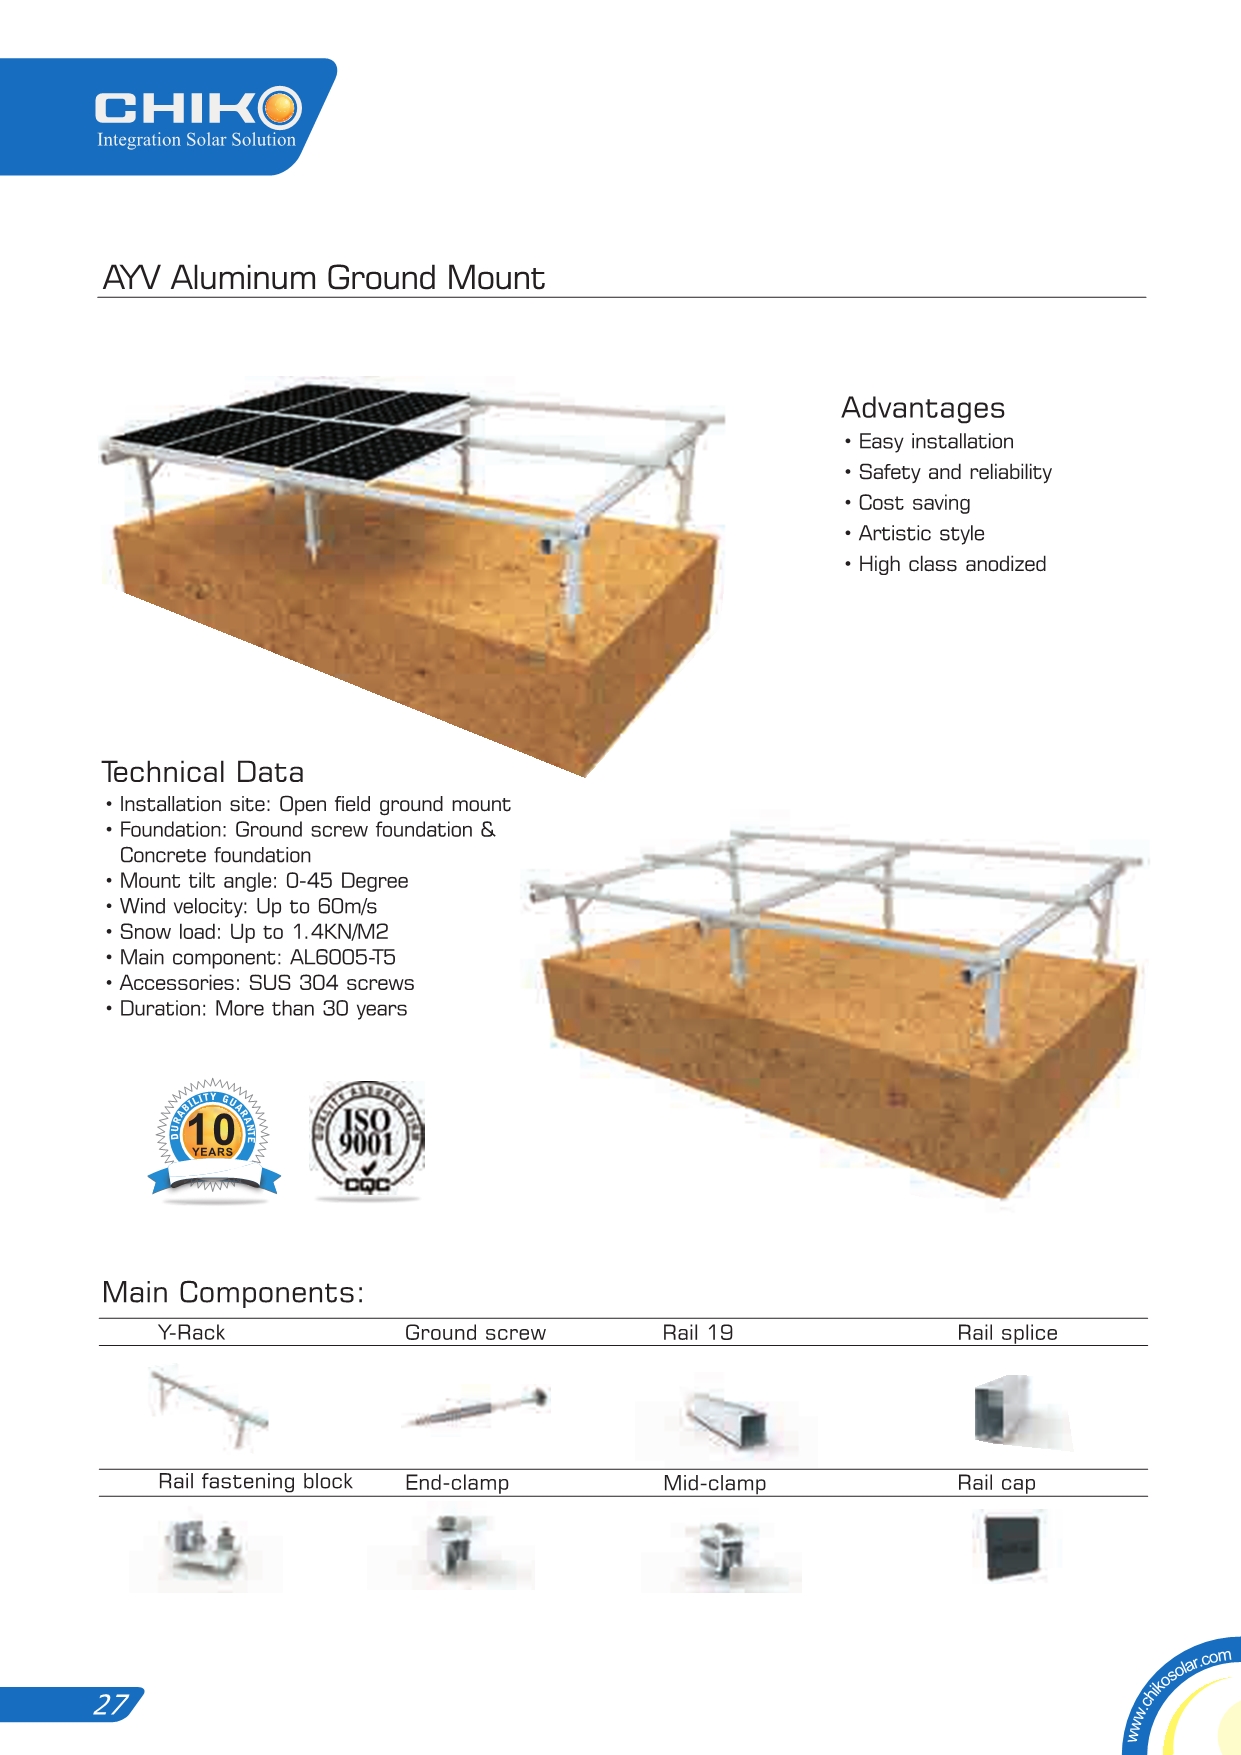 CHIKO
Integration Solar Solution
AYV Aluminum Ground Mount
Advantages
• Easy installation
• Safety and reliability
• Cost saving
• Artistic style
• High class anodized
Technical Data
• Installation site: Open field ground mount
• Foundation: Ground screw foundation &
Concrete foundation
• Mount tilt angle: 0-45 Degree
• Wind velocity: Up to 60m/s
• Snow load: Up to 1.4KN/M2
• Main component: AL6005-T5
• Accessories: SUS 304 screws
• Duration: More than 30 years
DURABILITY GUARANTE
10
YEARS
QUALITY ASSURED FIRM
ISO
9001
CQC
Main Components:
Y-Rack Ground screw Rail 19 Rail splice
Rail fastening block End-clamp Mid-clamp Rail cap
27
www.chikosolar.com